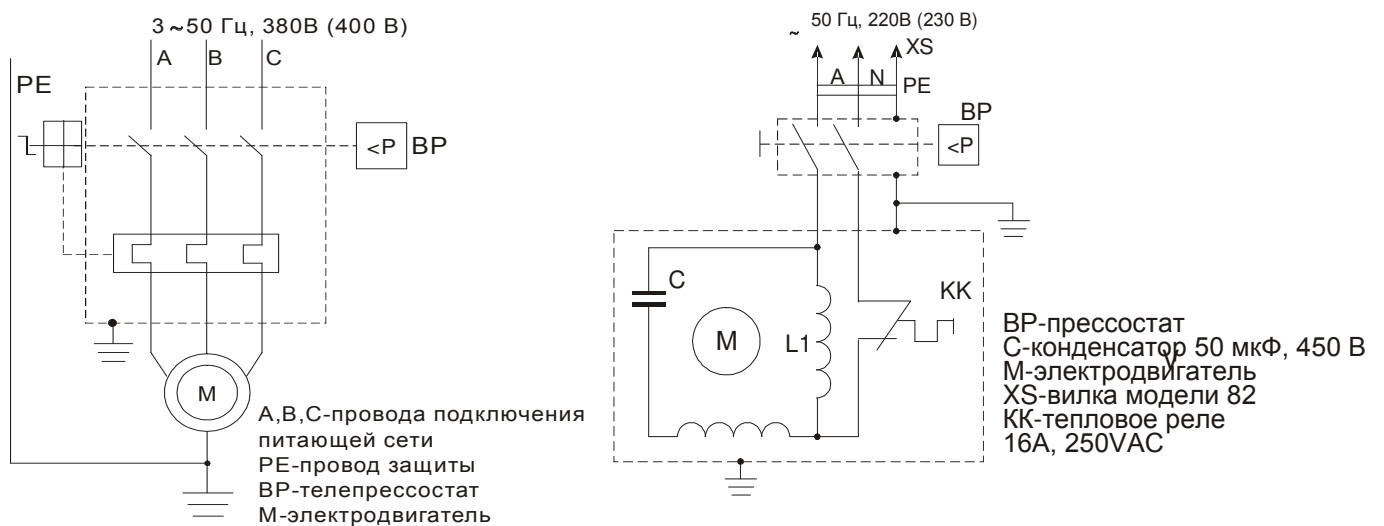 3 ~50 Гц, 380В (400 В)
A B C
PE
<P BP
M
A,B,C-провода подключения
питающей сети
PE-провод защиты
BP-телепрессостат
М-электродвигатель
~ 50 Гц, 220В (230 В)
XS
A N PE
BP
<P
C
KK
M L1
BP-прессостат
С-конденсатор 50 мкФ, 450 В
М-электродвигатель
XS-вилка модели 82
КК-тепловое реле
16А, 250VAC